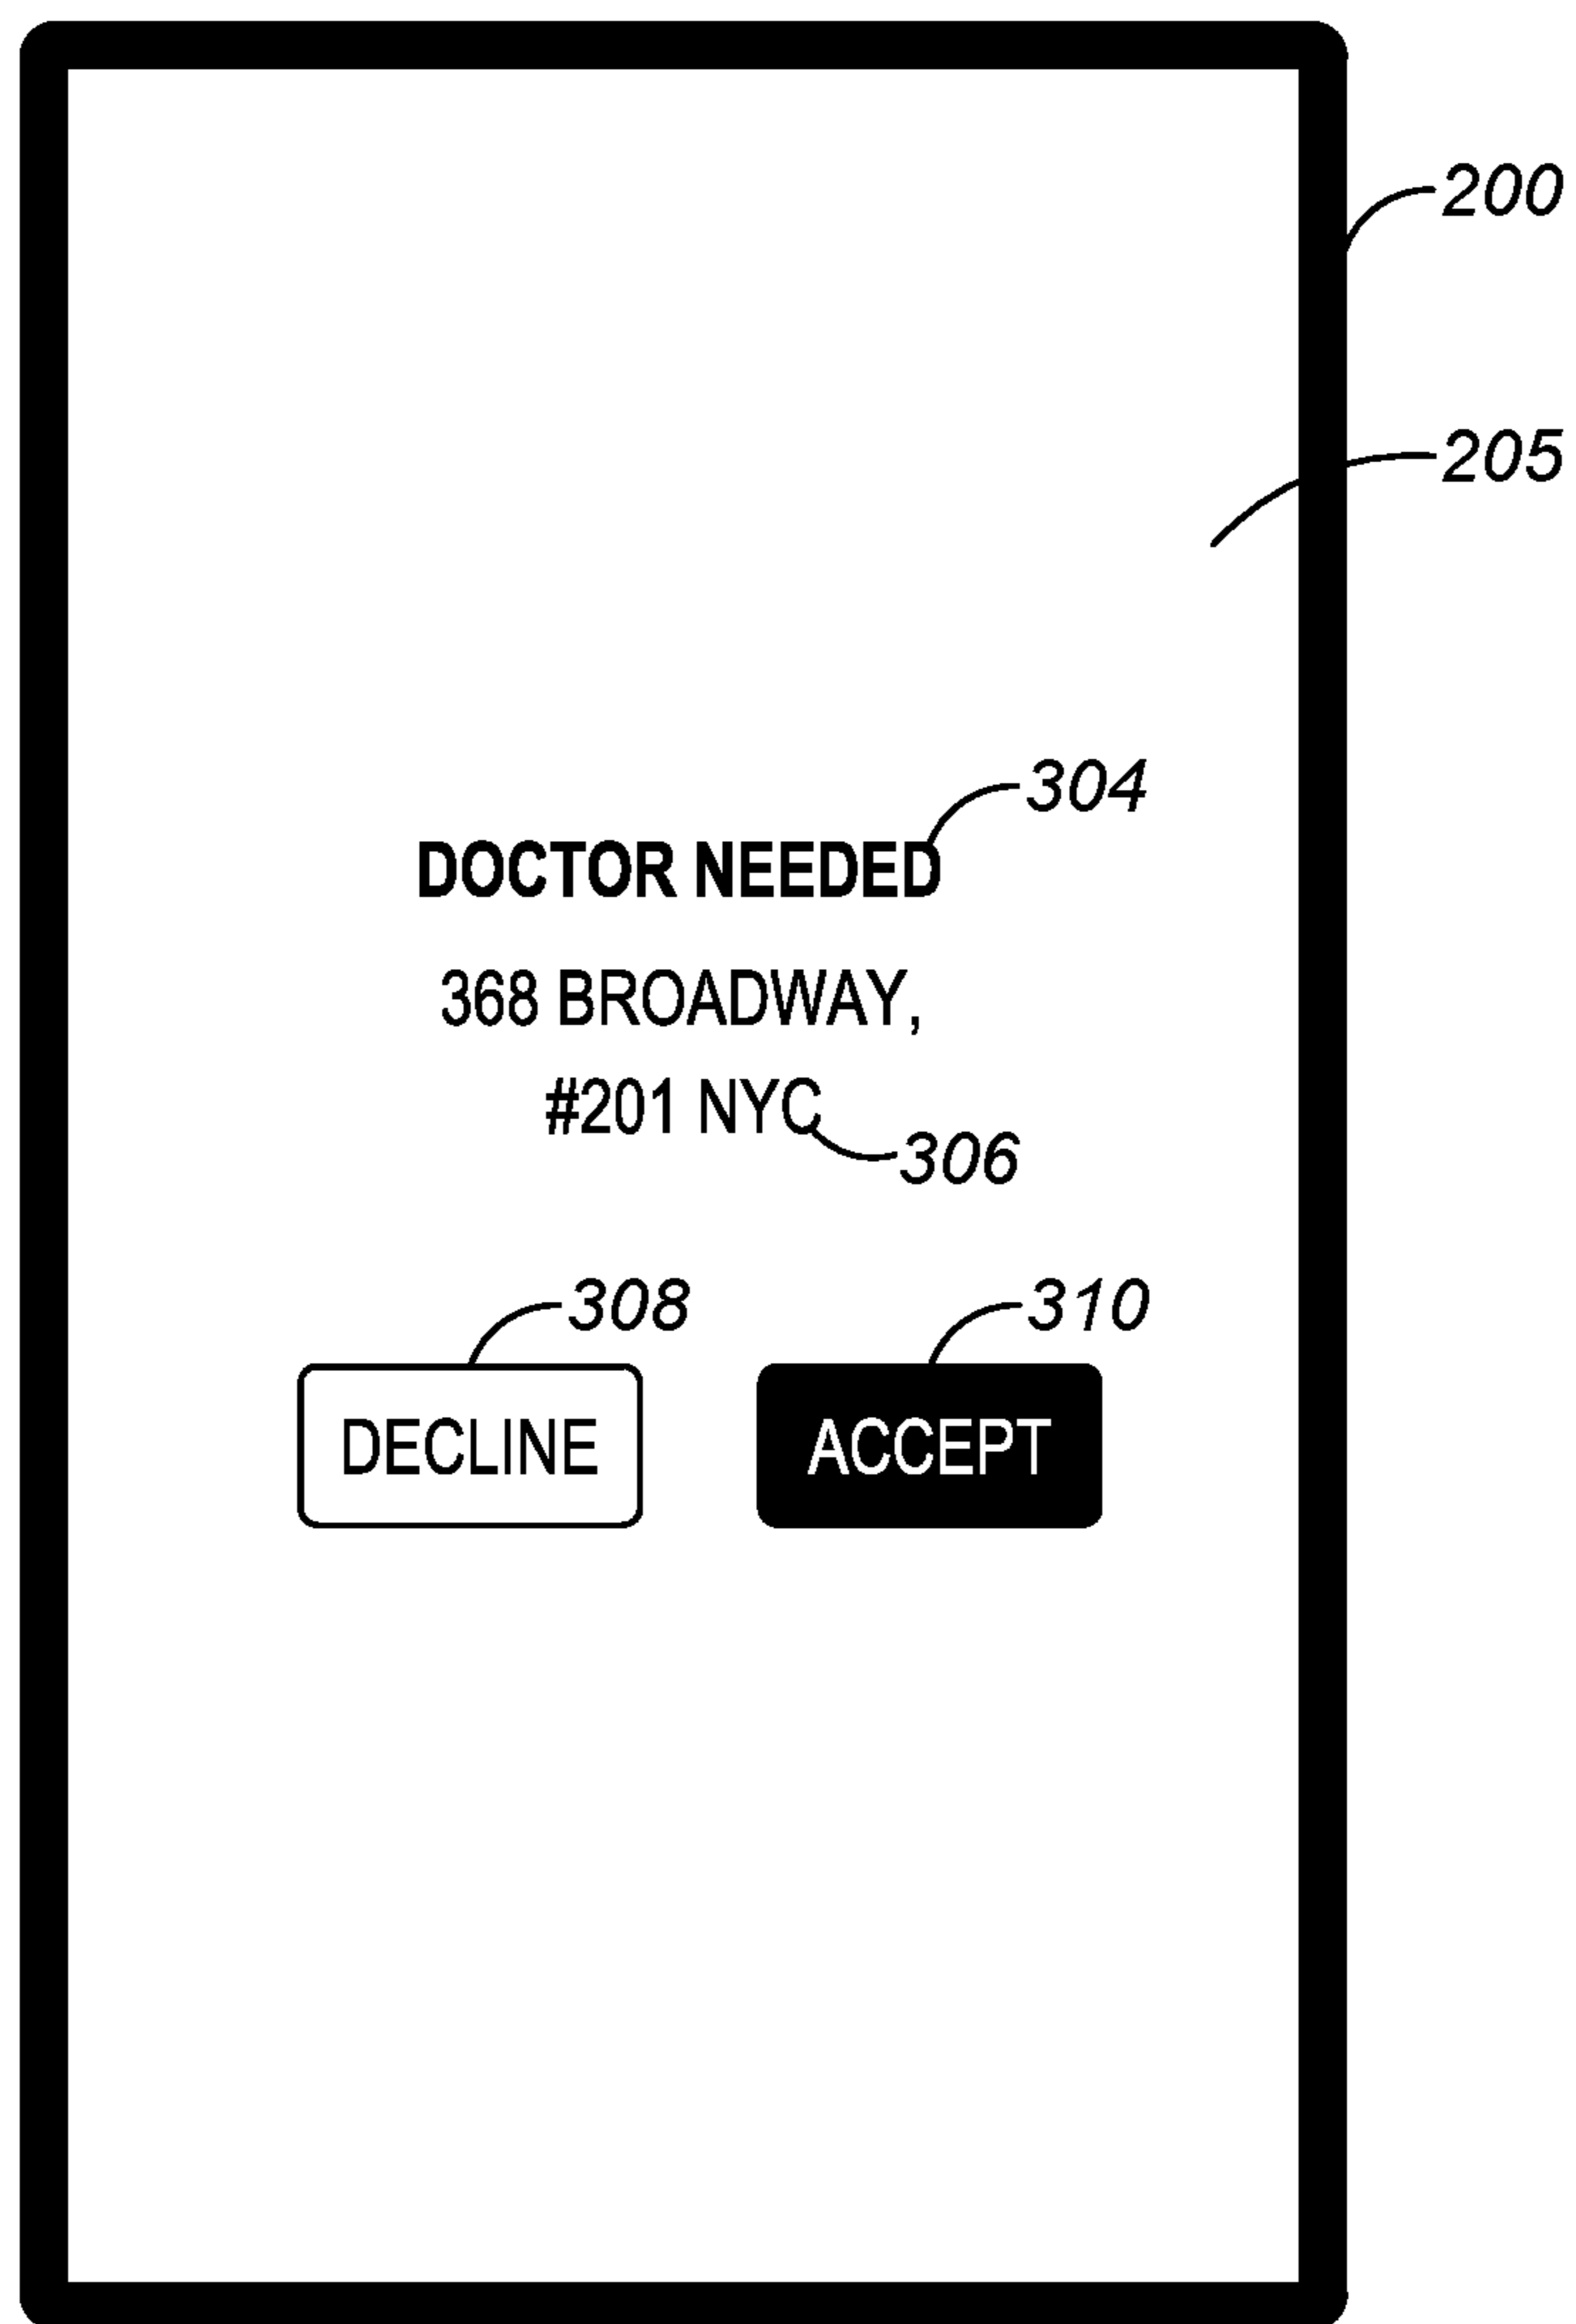 200
205
304
DOCTOR NEEDED
368 BROADWAY,
#201 NYC
306
308
310
DECLINE
ACCEPT